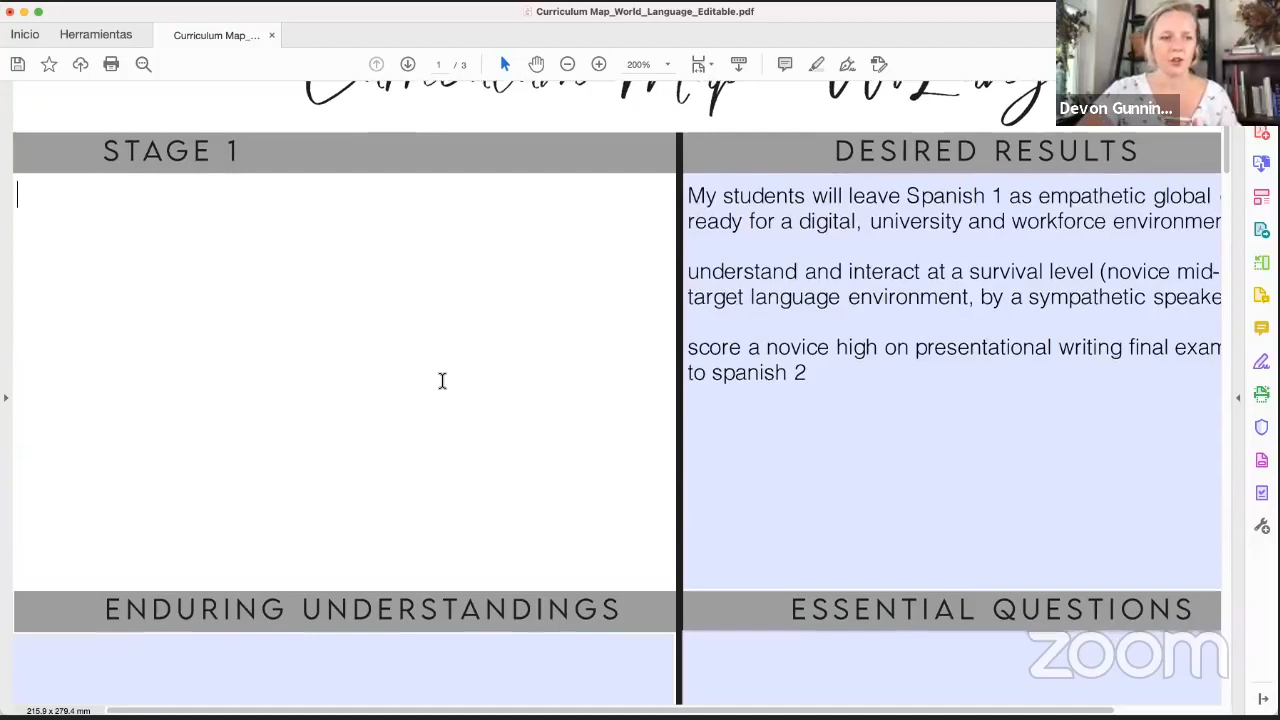 Curriculum Map_World_Language_Editable.pdf
Inicio
Herramientas
Curriculum Map_... ×
1 / 3
200%
Devon Gunnin...
Curriculum Map
STAGE 1
DESIRED RESULTS
My students will leave Spanish 1 as empathetic global
ready for a digital, university and workforce environmen
understand and interact at a survival level (novice mid-
target language environment, by a sympathetic speake
score a novice high on presentational writing final exam
to spanish 2
ENDURING UNDERSTANDINGS
ESSENTIAL QUESTIONS
zoom
215.9 x 279.4 mm